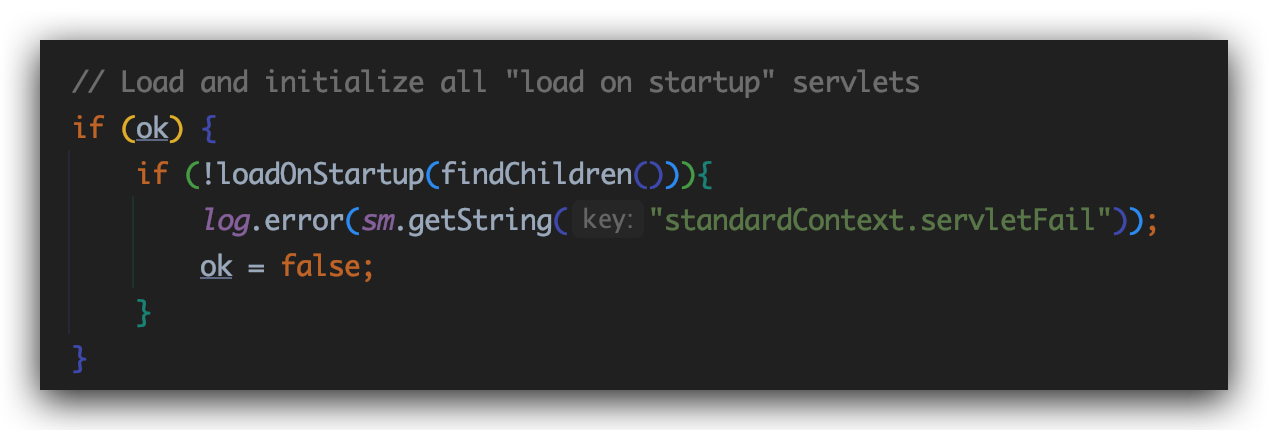 // Load and initialize all "load on startup" servlets
if (ok) {
    if (!loadOnStartup(findChildren())){
        log.error(sm.getString( key: "standardContext.servletFail"));
        ok = false;
    }
}